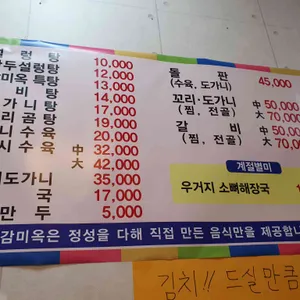 렁 탕 10,000
만두설렁탕 12,000
감미옥특탕 13,000
비 탕 14,000
가니탕 17,000
리곰탕 19,000
시수육 20,000
시수육 中 32,000
大 42,000
도가니 35,000
국 17,000
만 두 5,000
돌 판 45,000
(수육, 도가니)
꼬리·도가니 中 50,000
(찜, 전골) 大 70,000
갈 비 中 50,000
(찜, 전골) 大 70,000
계절별미
우거지 소뼈해장국
감미옥은 정성을 다해 직접 만든 음식만을 제공합니
김치!! 드실만큼